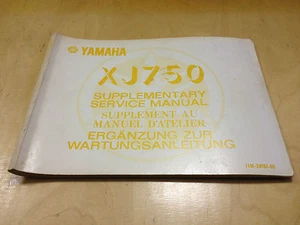 YAMAHA
XJ750
SUPPLEMENTARY
SERVICE MANUAL
SUPPLEMENT AU
MANUEL D'ATELIER
ERGÄNZUNG ZUR
WARTUNGSANLEITUNG